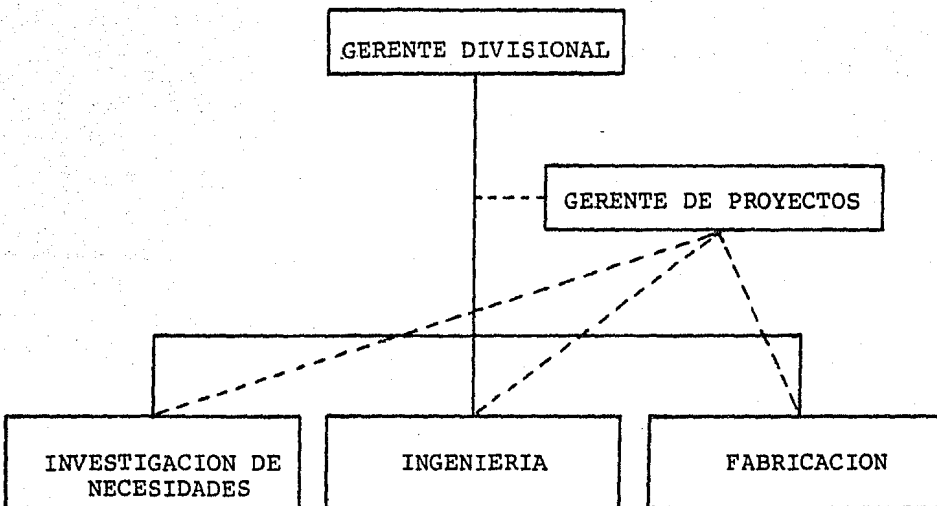 GERENTE DIVISIONAL
GERENTE DE PROYECTOS
INVESTIGACION DE
NECESIDADES
INGENIERIA
FABRICACION